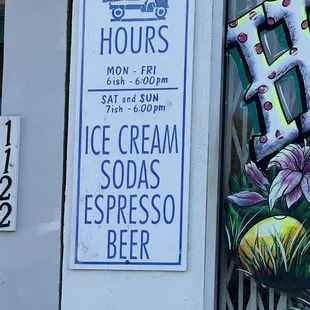 HOURS
MON - FRI
6ish - 6:00pm
SAT and SUN
7ish - 6:00pm
ICE CREAM
SODAS
ESPRESSO
BEER
1
1
2
2
H